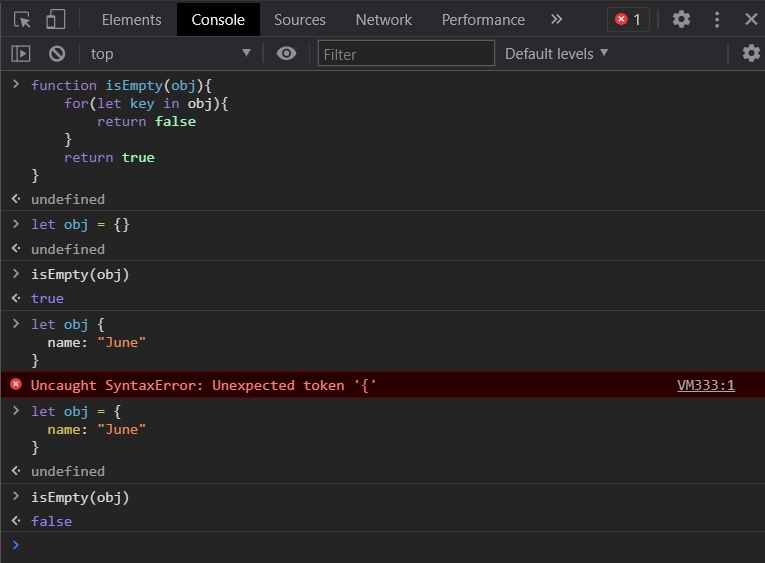 Elements Console Sources Network Performance » 1
top Filter Default levels
function isEmpty(obj){
    for(let key in obj){
        return false
    }
    return true
}
undefined
let obj = {}
undefined
isEmpty(obj)
true
let obj {
  name: "June"
}
Uncaught SyntaxError: Unexpected token '{' VM333:1
let obj = {
  name: "June"
}
undefined
isEmpty(obj)
false